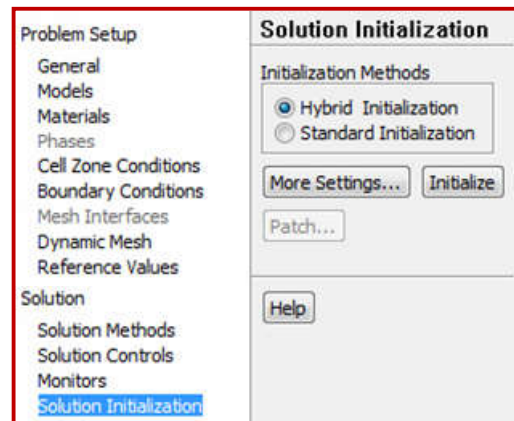 Problem Setup
General
Models
Materials
Phases
Cell Zone Conditions
Boundary Conditions
Mesh Interfaces
Dynamic Mesh
Reference Values
Solution
Solution Methods
Solution Controls
Monitors
Solution Initialization
Solution Initialization
Initialization Methods
Hybrid Initialization
Standard Initialization
More Settings... Initialize
Patch...
Help